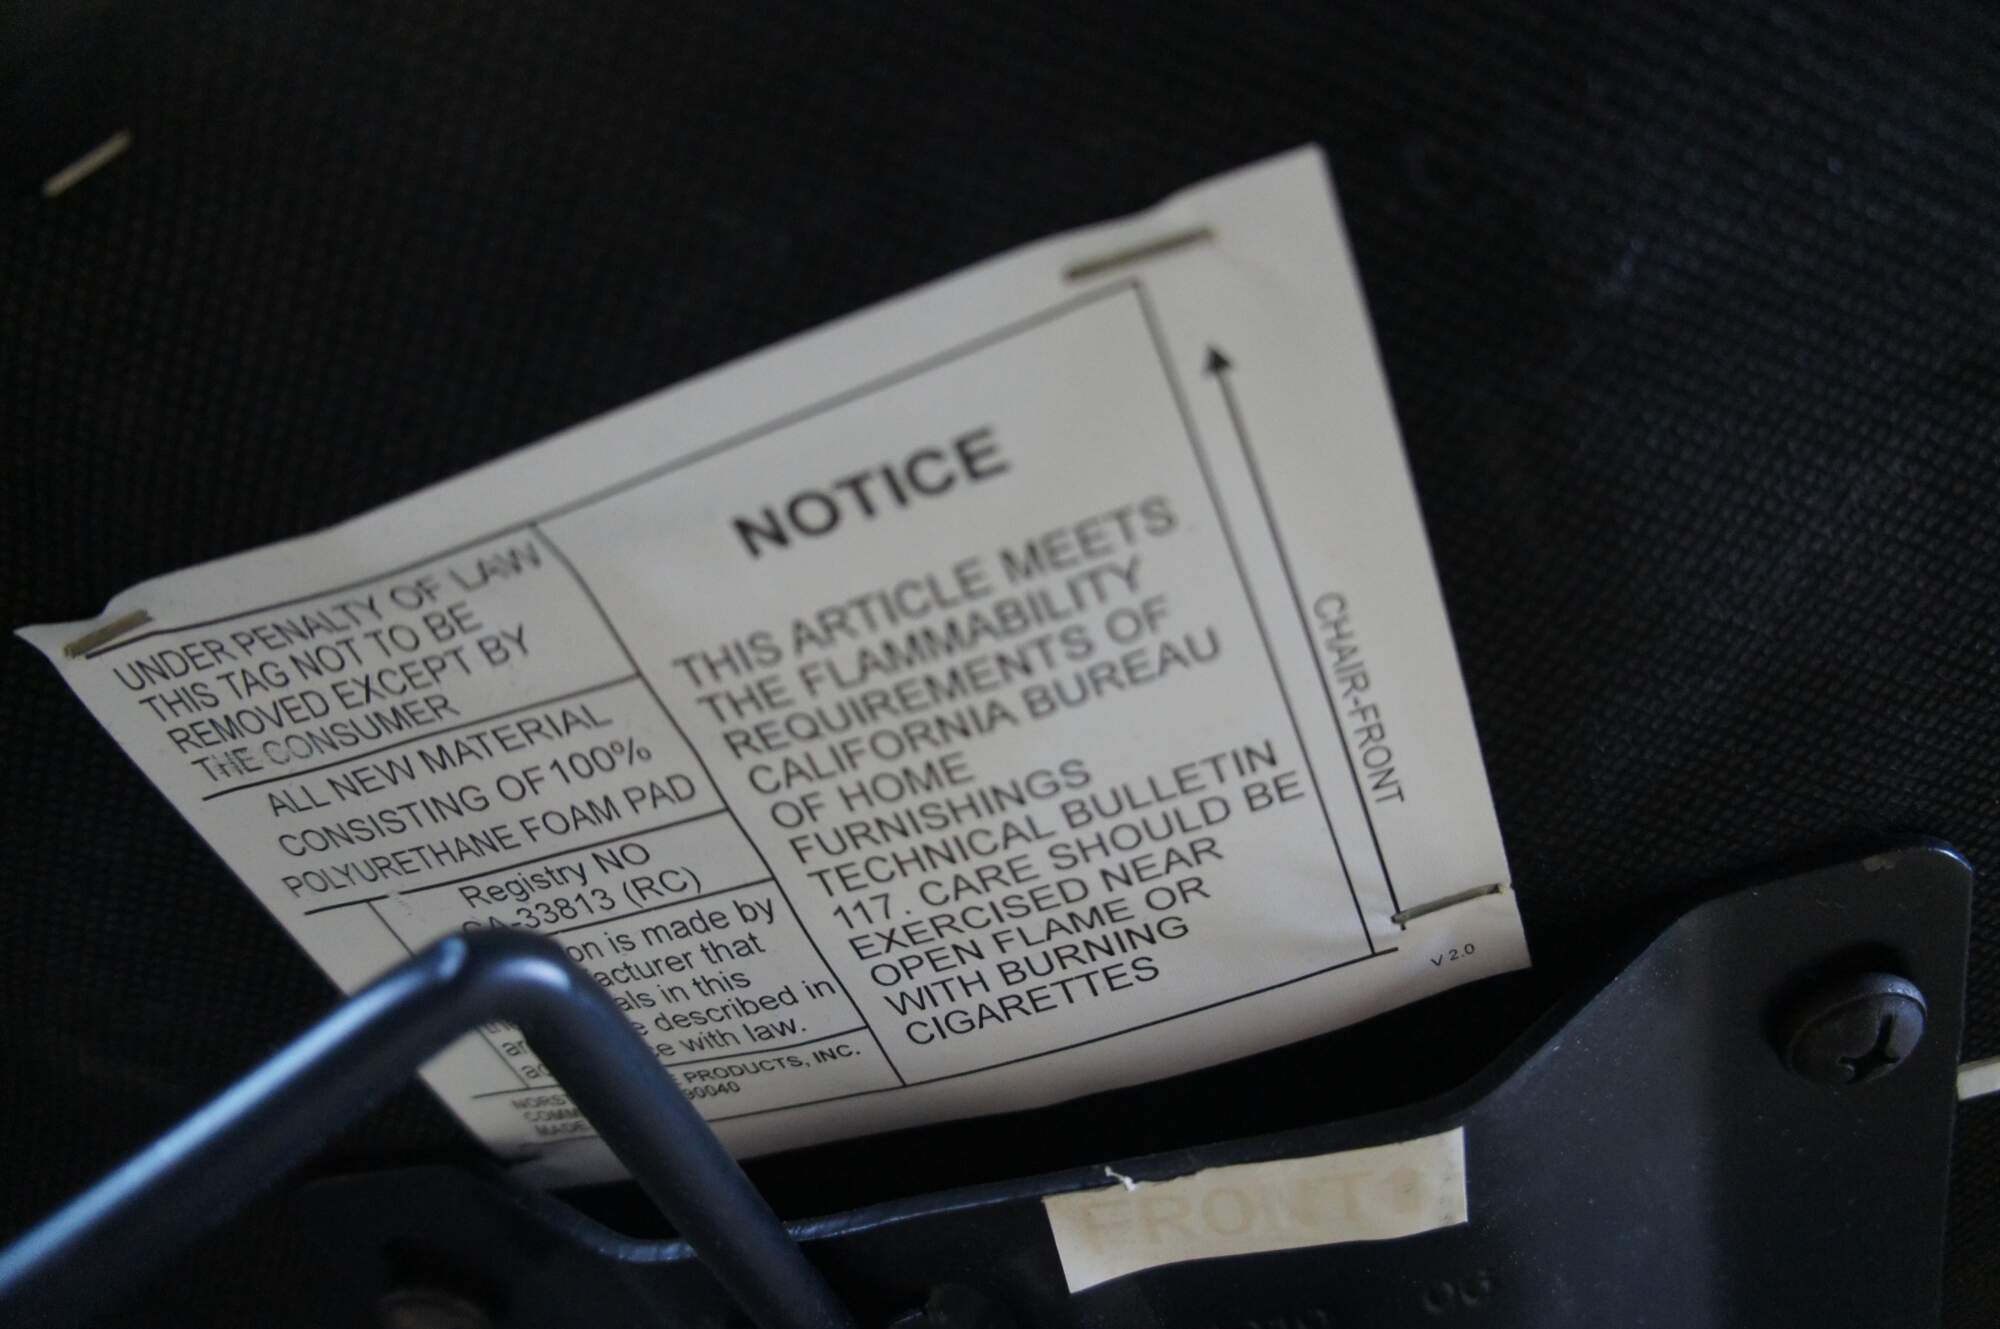 UNDER PENALTY OF LAW
THIS TAG NOT TO BE
REMOVED EXCEPT BY
THE CONSUMER
ALL NEW MATERIAL
CONSISTING OF 100%
POLYURETHANE FOAM PAD
Registry NO
CA-33813 (RC)
is made by
that
in this
described in
with law.
PRODUCTS, INC.
90040
MADE
NOTICE
THIS ARTICLE MEETS
THE FLAMMABILITY
REQUIREMENTS OF
CALIFORNIA BUREAU
OF HOME
FURNISHINGS
TECHNICAL BULLETIN
117. CARE SHOULD BE
EXERCISED NEAR
OPEN FLAME OR
WITH BURNING
CIGARETTES
CHAIR-FRONT
V 2.0
FRONT